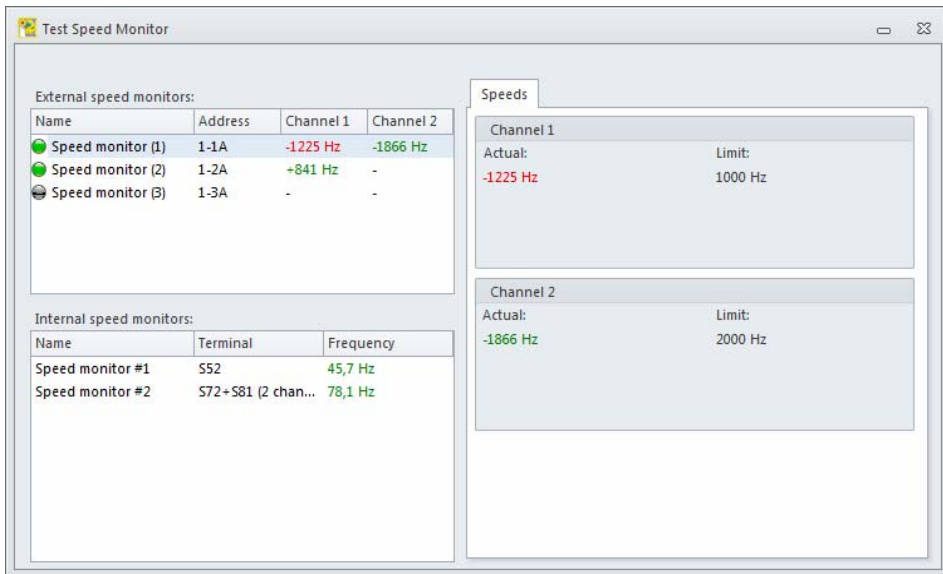 Test Speed Monitor
External speed monitors:
Name Address Channel 1 Channel 2
Speed monitor (1) 1-1A -1225 Hz -1866 Hz
Speed monitor (2) 1-2A +841 Hz -
Speed monitor (3) 1-3A - -
Internal speed monitors:
Name Terminal Frequency
Speed monitor #1 S52 45,7 Hz
Speed monitor #2 S72+S81 (2 chan... 78,1 Hz
Speeds
Channel 1
Actual: Limit:
-1225 Hz 1000 Hz
Channel 2
Actual: Limit:
-1866 Hz 2000 Hz